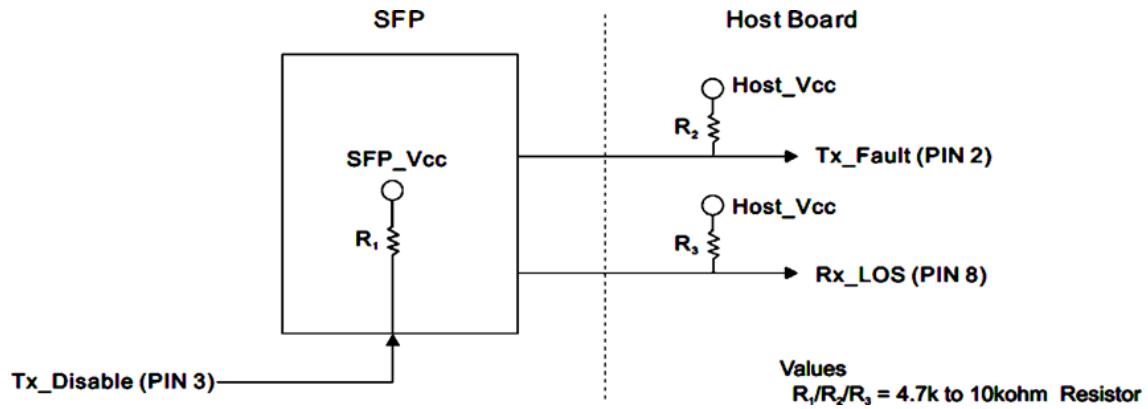 SFP
Host Board
Host_Vcc
R₂
Tx_Fault (PIN 2)
SFP_Vcc
R₁
Host_Vcc
R₃
Rx_LOS (PIN 8)
Tx_Disable (PIN 3)
Values
R₁/R₂/R₃ = 4.7k to 10kohm Resistor